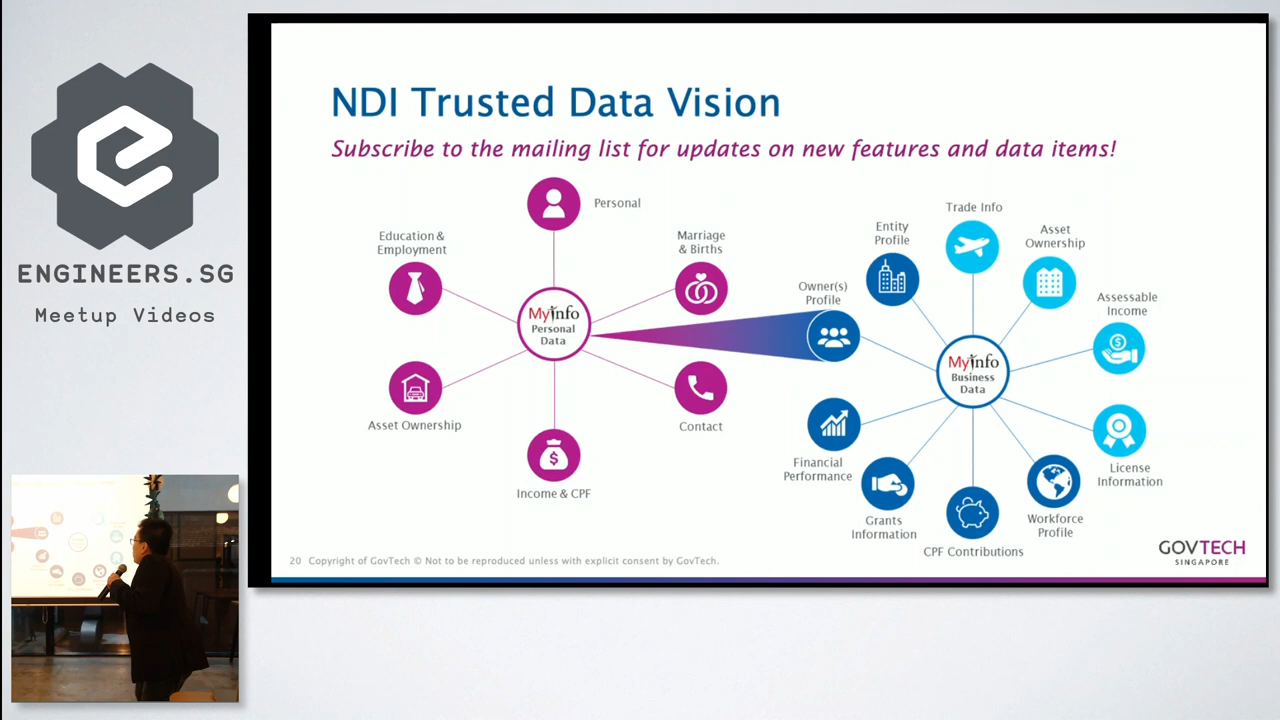 ENGINEERS.SG
Meetup Videos
NDI Trusted Data Vision
Subscribe to the mailing list for updates on new features and data items!
Personal
Education &
Employment
Marriage
& Births
MyInfo
Personal
Data
Asset Ownership
Contact
Income & CPF
Trade Info
Entity
Profile
Asset
Ownership
Owner(s)
Profile
Assessable
Income
MyInfo
Business
Data
Financial
Performance
License
Information
Grants
Information
Workforce
Profile
CPF Contributions
20 Copyright of GovTech © Not to be reproduced unless with explicit consent by GovTech.
GOVTECH
SINGAPORE